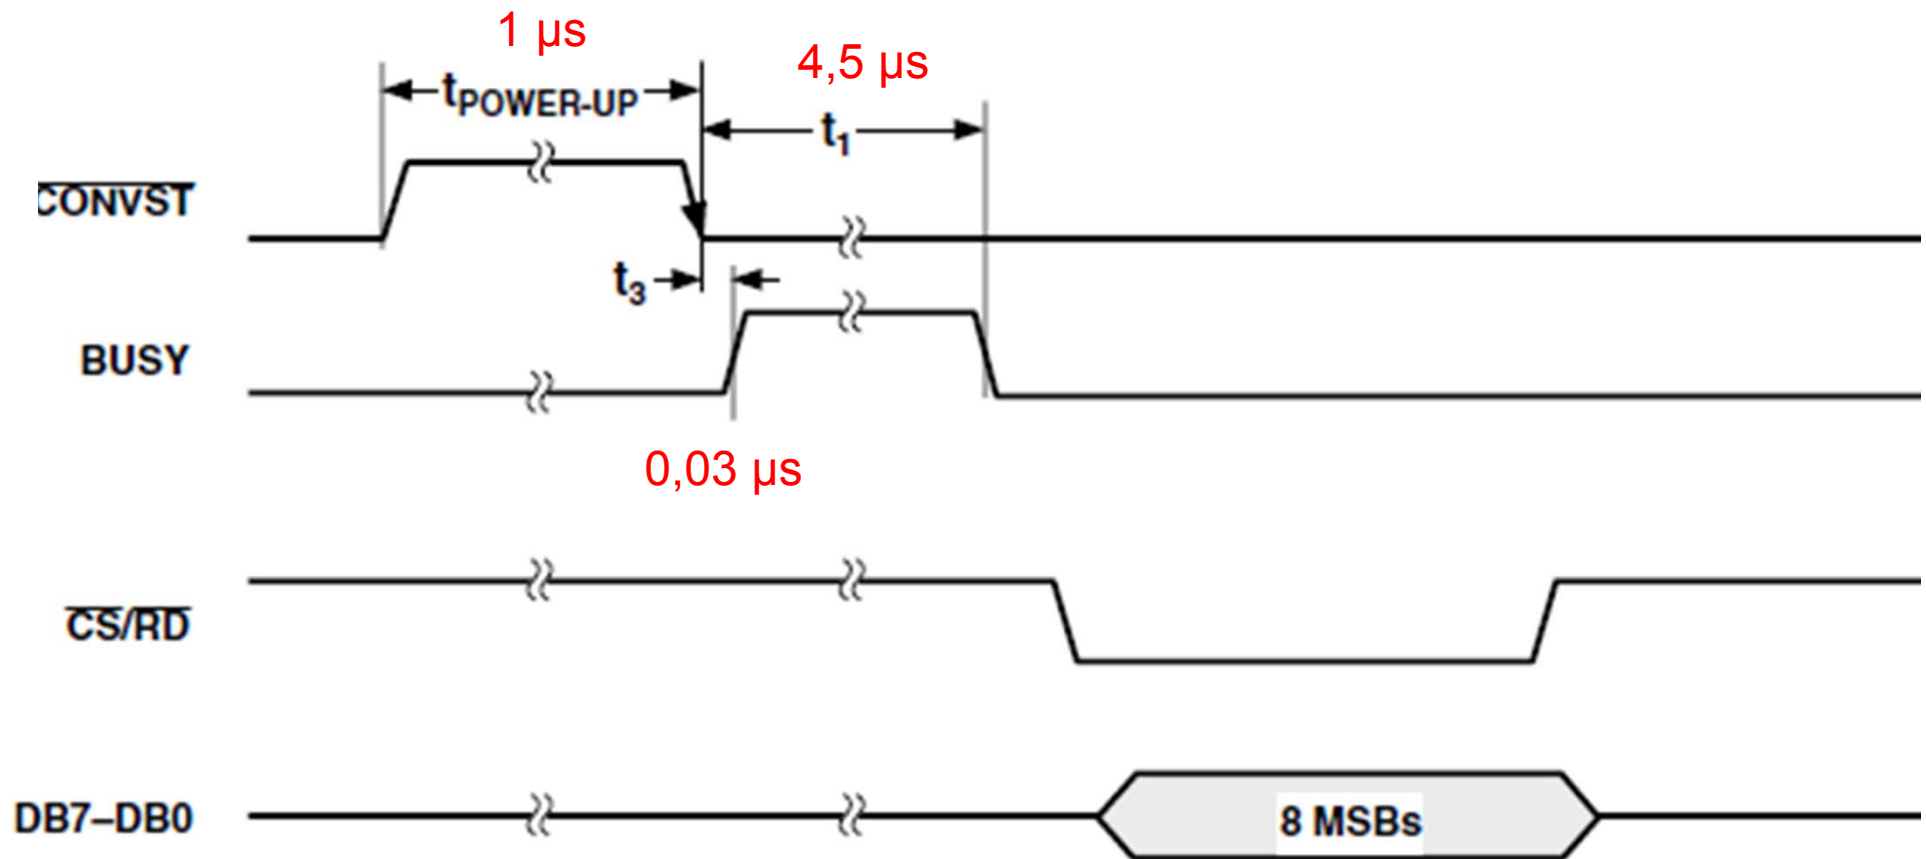 1 µs
4,5 µs
tPOWER-UP
t1
CONVST
t3
BUSY
0,03 µs
CS/RD
DB7–DB0
8 MSBs